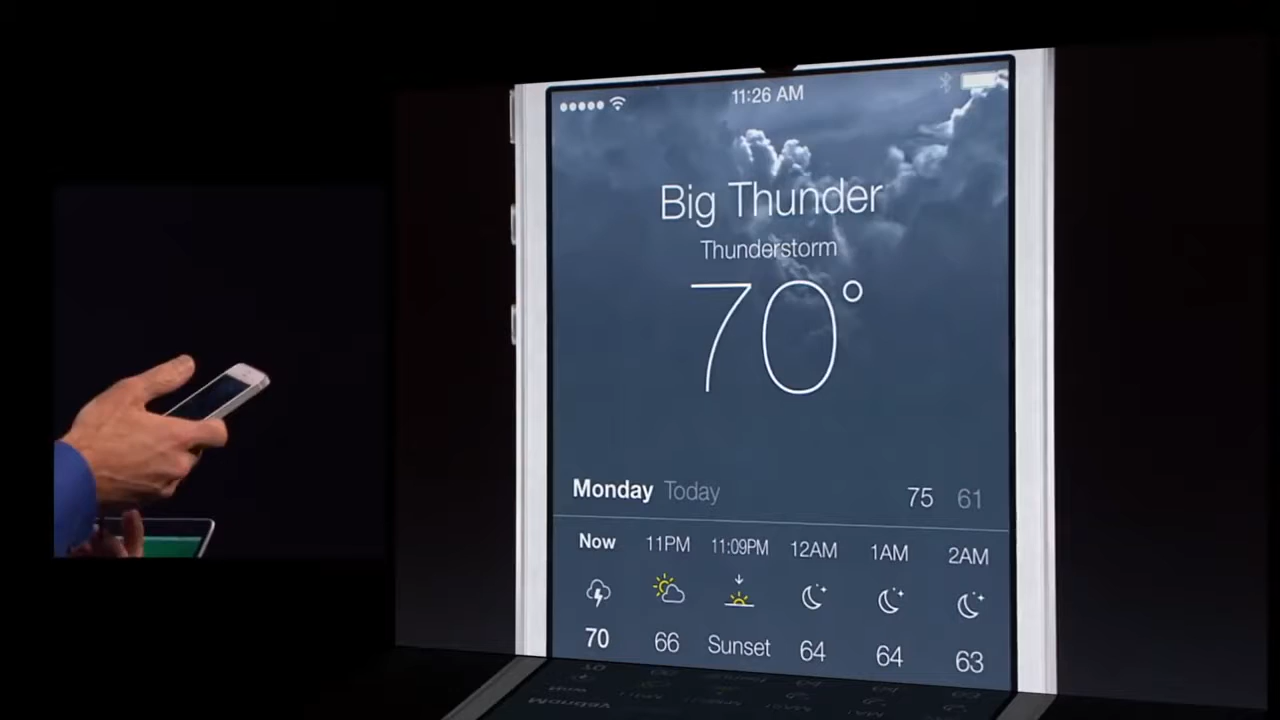 11:26 AM
Big Thunder
Thunderstorm
70°
Monday Today 75 61
Now 11PM 11:09PM 12AM 1AM 2AM
70 66 Sunset 64 64 63